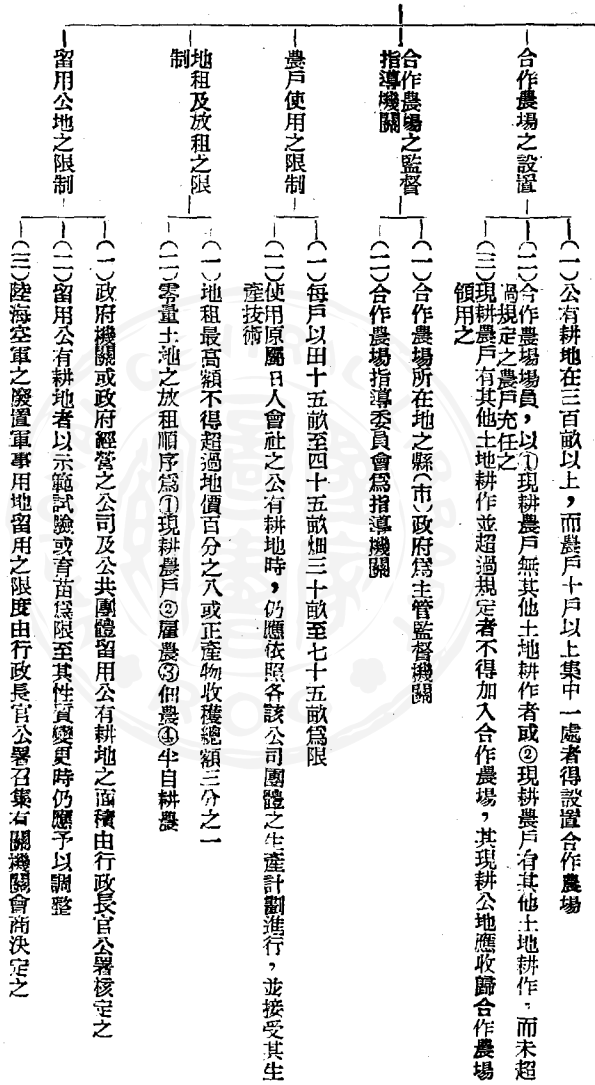 合作農場之設置
(一)公有耕地在三百畝以上，而農戶十戶以上集中一處者得設置合作農場
(二)合作農場場員，以①現耕農戶無其他土地耕作者或②現耕農戶有其他土地耕作，而未超
過規定之農戶充任之
(三)現耕農戶有其他土地耕作並超過規定者不得加入合作農場，其現耕公地應收歸合作農場
領用之
合作農場之監督
指導機關
(一)合作農場所在地之縣(市)政府爲主管監督機關
(二)合作農場指導委員會爲指導機關
農戶使用之限制
(一)每戶以田十五畝至四十五畝畑三十畝至七十五畝爲限
(二)使用原屬日人會社之公有耕地時，仍應依照各該公司團體之生產計劃進行，並接受其生
產技術
地租及放租之限
制
(一)地租最高額不得超過地價百分之八或正產物收穫總額三分之一
(二)零星土地之放租順序爲①現耕農戶②雇農③佃農④半自耕農
留用公地之限制
(一)政府機關或政府經營之公司及公共團體留用公有耕地之面積由行政長官公署核定之
(二)留用公有耕地者以示範試驗或育苗爲限至其性質變更時仍應予以調整
(三)陸海空軍之廢置軍事用地留用之限度由行政長官公署召集有關機關會商決定之